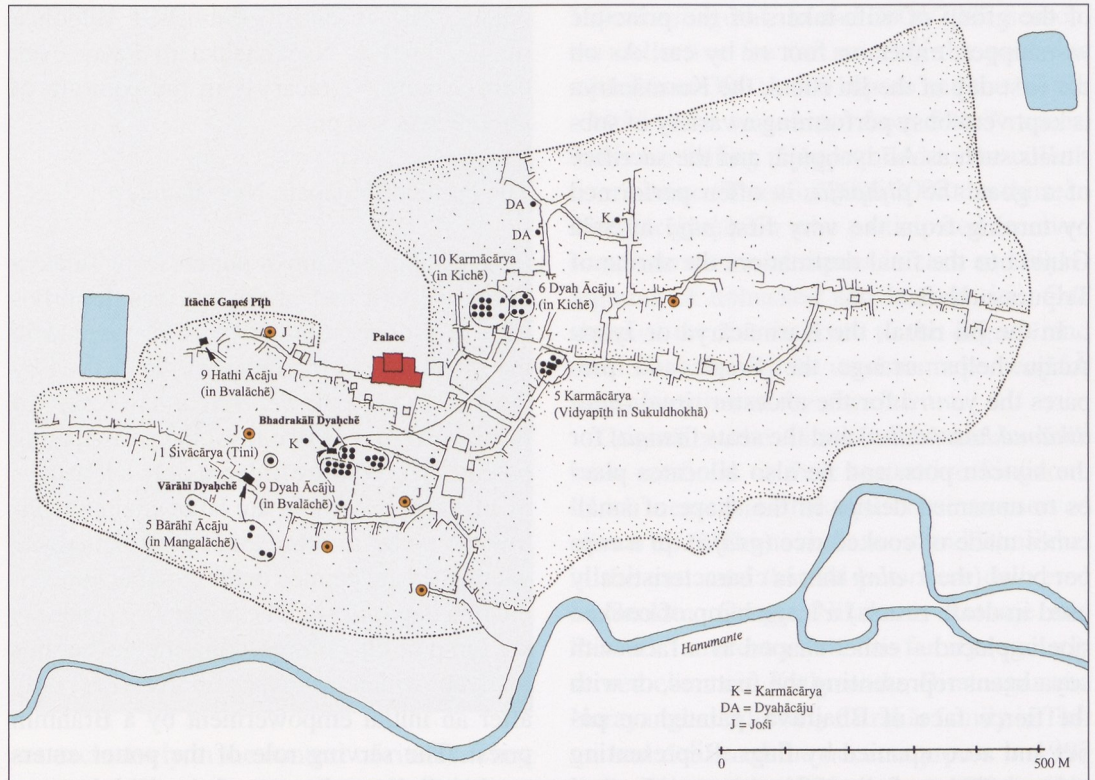 DA
K
DA
10 Karmācārya
(in Kichē)
6 Dyaḥ Ācāju
(in Kichē)
Itāchē Gaṇeś Pīṭh
J
J
Palace
9 Hathi Ācāju
(in Bvalāchē)
5 Karmācārya
(Vidyapīṭh in Sukuldhokhā)
Bhadrakālī Dyaḥchē
J
K
1 Śivācārya (Tini)
Vārāhī Dyaḥchē
9 Dyaḥ Ācāju
(in Bvalāchē)
J
5 Bārāhī Ācāju
(in Mangalāchē)
J
J
Hanumante
K = Karmācārya
DA = Dyaḥācāju
J = Jośī
0
500 M